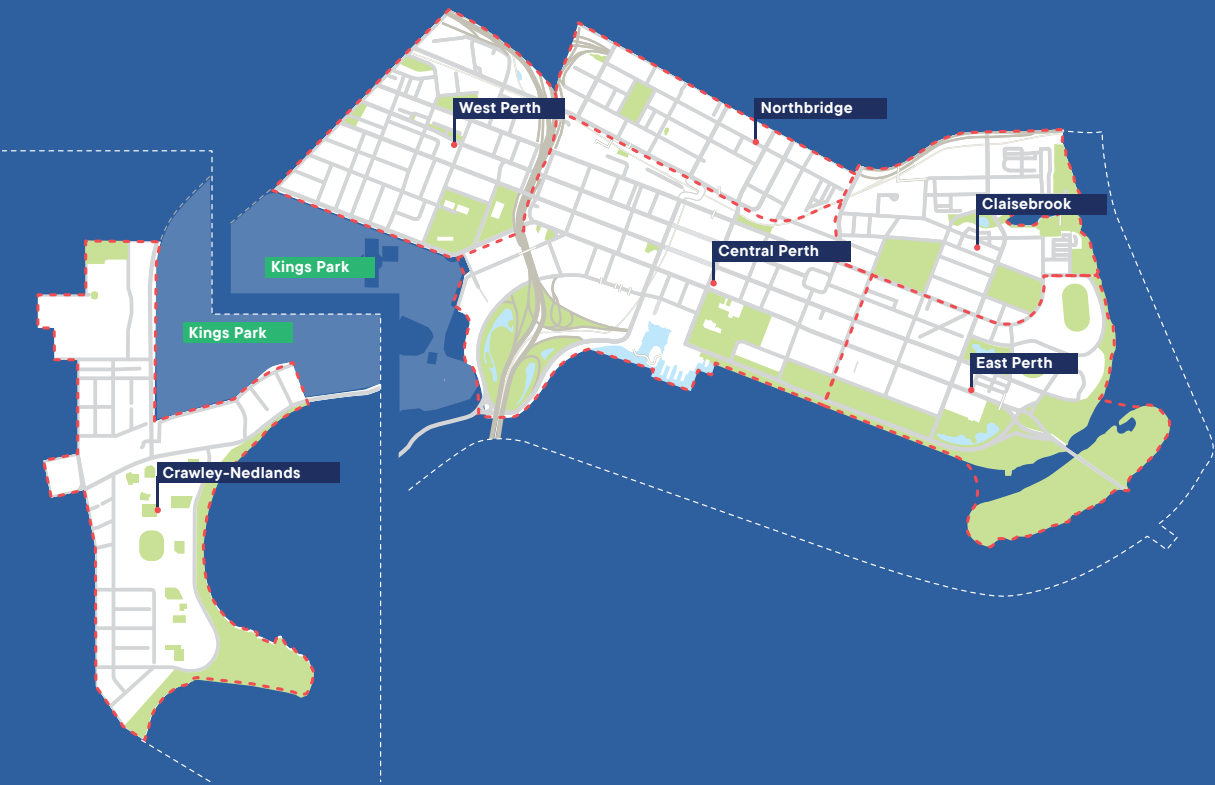 West Perth
Northbridge
Claisebrook
Central Perth
Kings Park
Kings Park
East Perth
Crawley-Nedlands